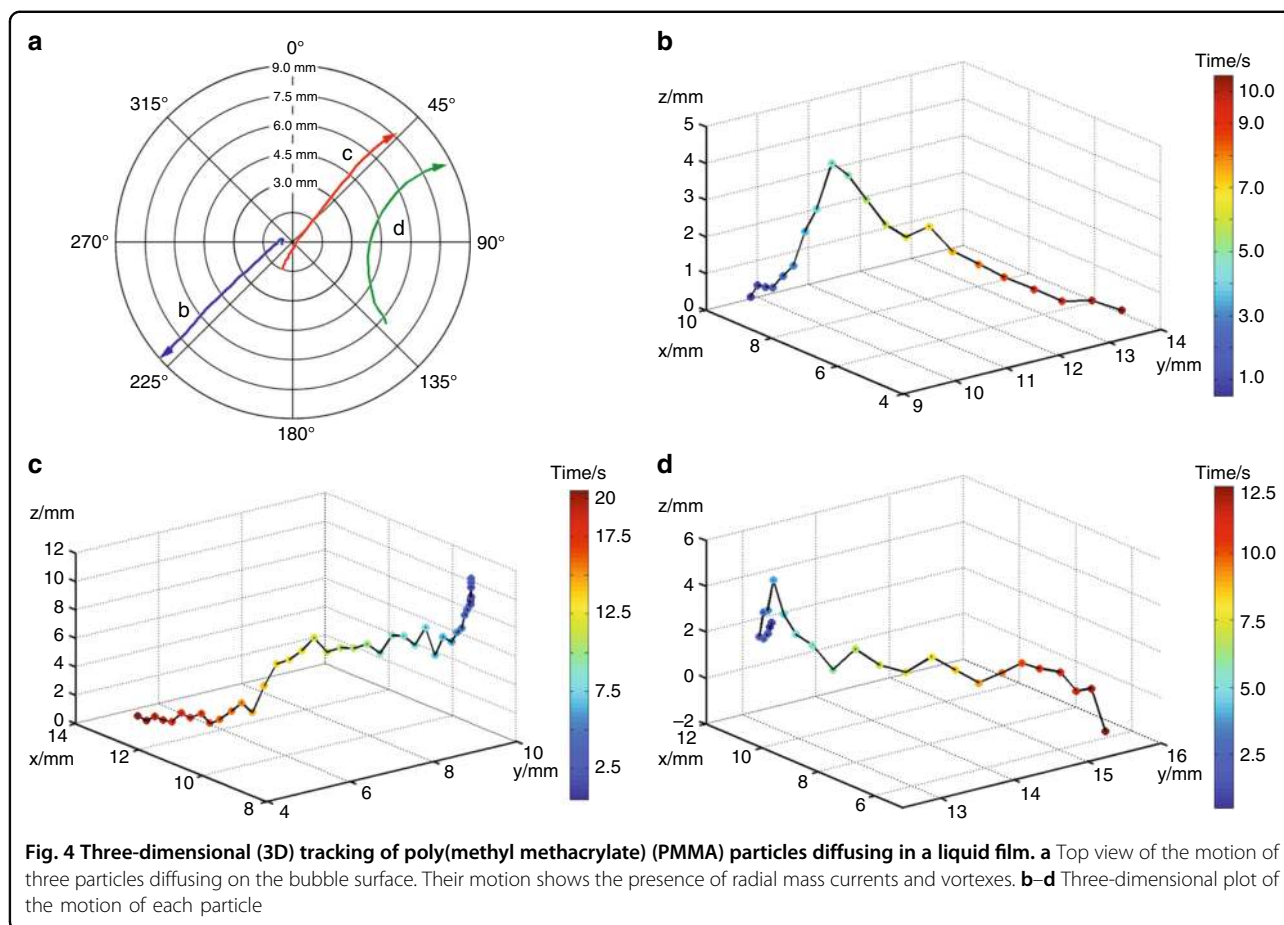 a
0°
9.0 mm
7.5 mm
6.0 mm
4.5 mm
3.0 mm
315°
45°
270°
90°
225°
135°
180°
b
c
d
b
z/mm
5
4
3
2
1
0
10
8
6
4
x/mm
9
10
11
12
13
14
y/mm
Time/s
10.0
9.0
7.0
5.0
3.0
1.0
c
z/mm
12
10
8
6
4
2
0
14
12
10
8
x/mm
4
6
8
10
y/mm
Time/s
20
17.5
12.5
7.5
2.5
d
z/mm
6
4
2
0
−2
12
10
8
6
x/mm
13
14
15
16
y/mm
Time/s
12.5
10.0
7.5
5.0
2.5
Fig. 4 Three-dimensional (3D) tracking of poly(methyl methacrylate) (PMMA) particles diffusing in a liquid film. a Top view of the motion of
three particles diffusing on the bubble surface. Their motion shows the presence of radial mass currents and vortexes. b–d Three-dimensional plot of
the motion of each particle